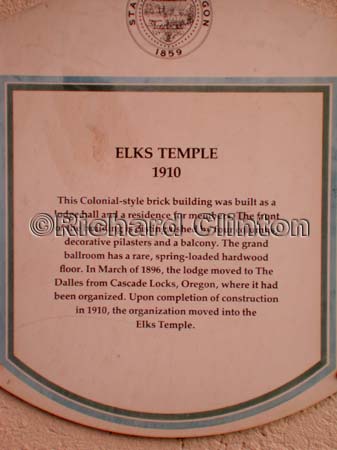 STA
OREGON
1859
ELKS TEMPLE
1910
This Colonial-style brick building was built as a
lodge hall and a residence for members. The front
©Richard Clinton
decorative pilasters and a balcony. The grand
ballroom has a rare, spring-loaded hardwood
floor. In March of 1896, the lodge moved to The
Dalles from Cascade Locks, Oregon, where it had
been organized. Upon completion of construction
in 1910, the organization moved into the
Elks Temple.